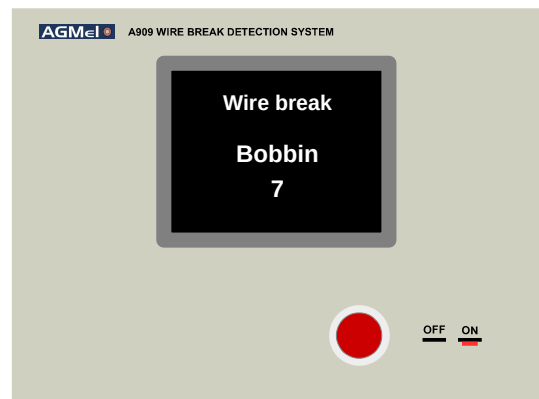 AGMel
A909 WIRE BREAK DETECTION SYSTEM
Wire break
Bobbin
7
OFF ON